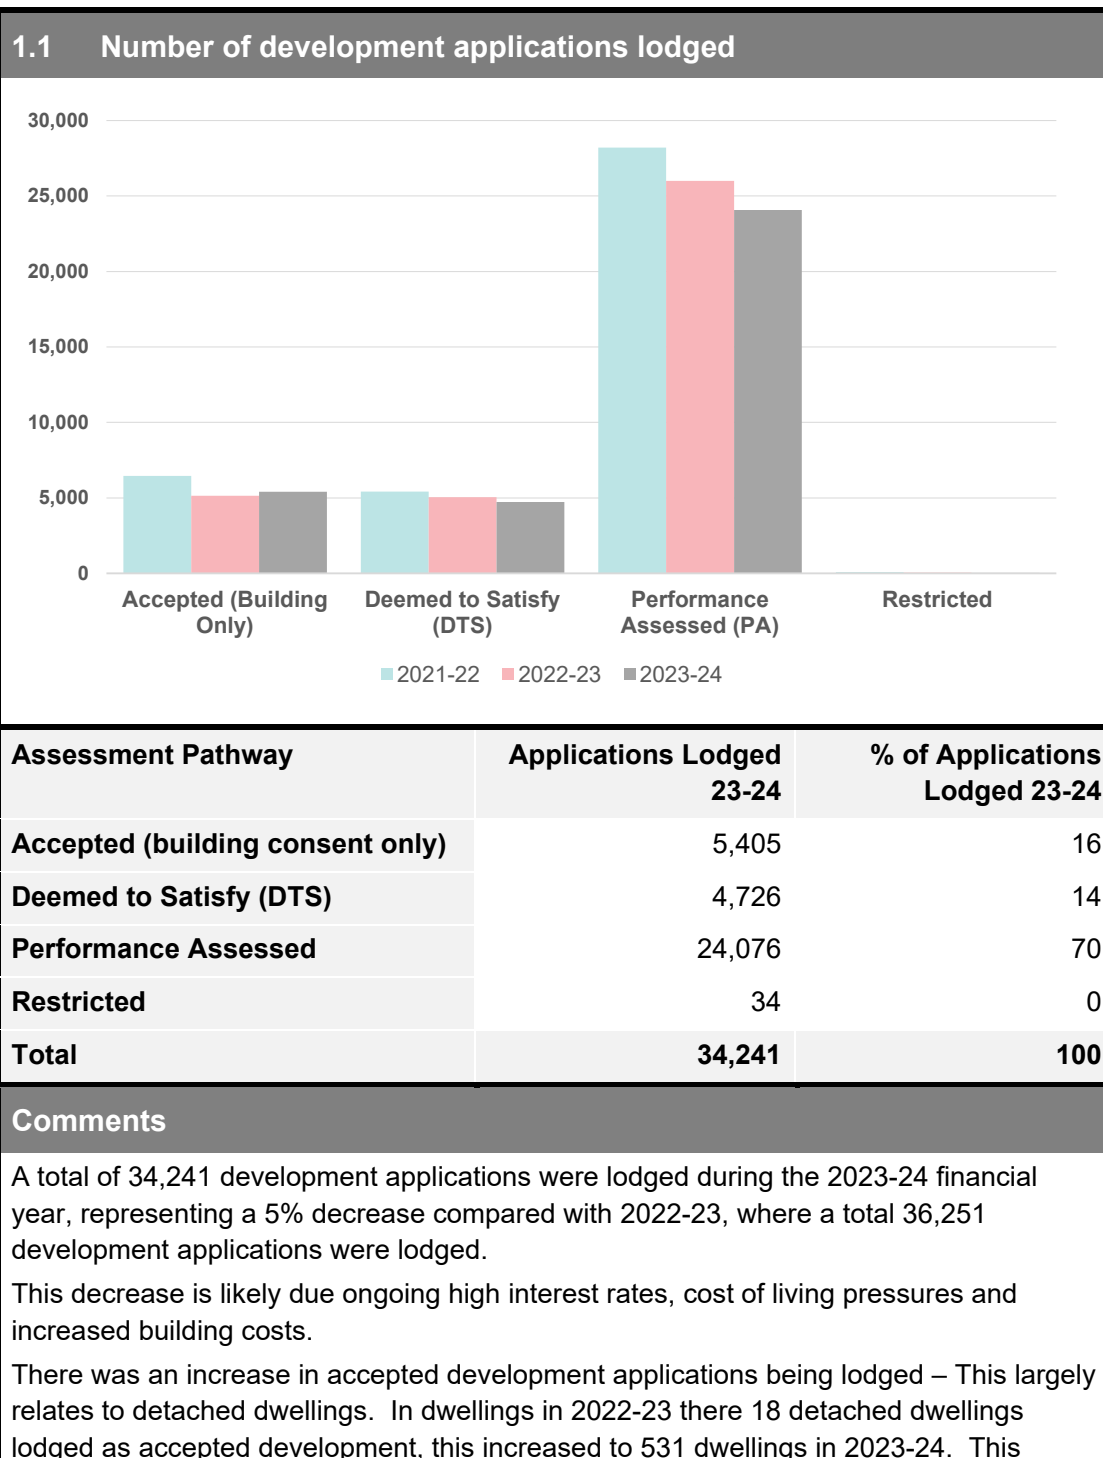 1.1 Number of development applications lodged
30,000
25,000
20,000
15,000
10,000
5,000
0
Accepted (Building
Only)
Deemed to Satisfy
(DTS)
Performance
Assessed (PA)
Restricted
2021-22 2022-23 2023-24
Assessment Pathway Applications Lodged % of Applications
23-24 Lodged 23-24
Accepted (building consent only) 5,405 16
Deemed to Satisfy (DTS) 4,726 14
Performance Assessed 24,076 70
Restricted 34 0
Total 34,241 100
Comments
A total of 34,241 development applications were lodged during the 2023-24 financial
year, representing a 5% decrease compared with 2022-23, where a total 36,251
development applications were lodged.
This decrease is likely due ongoing high interest rates, cost of living pressures and
increased building costs.
There was an increase in accepted development applications being lodged – This largely
relates to detached dwellings. In dwellings in 2022-23 there 18 detached dwellings
lodged as accepted development, this increased to 531 dwellings in 2023-24. This